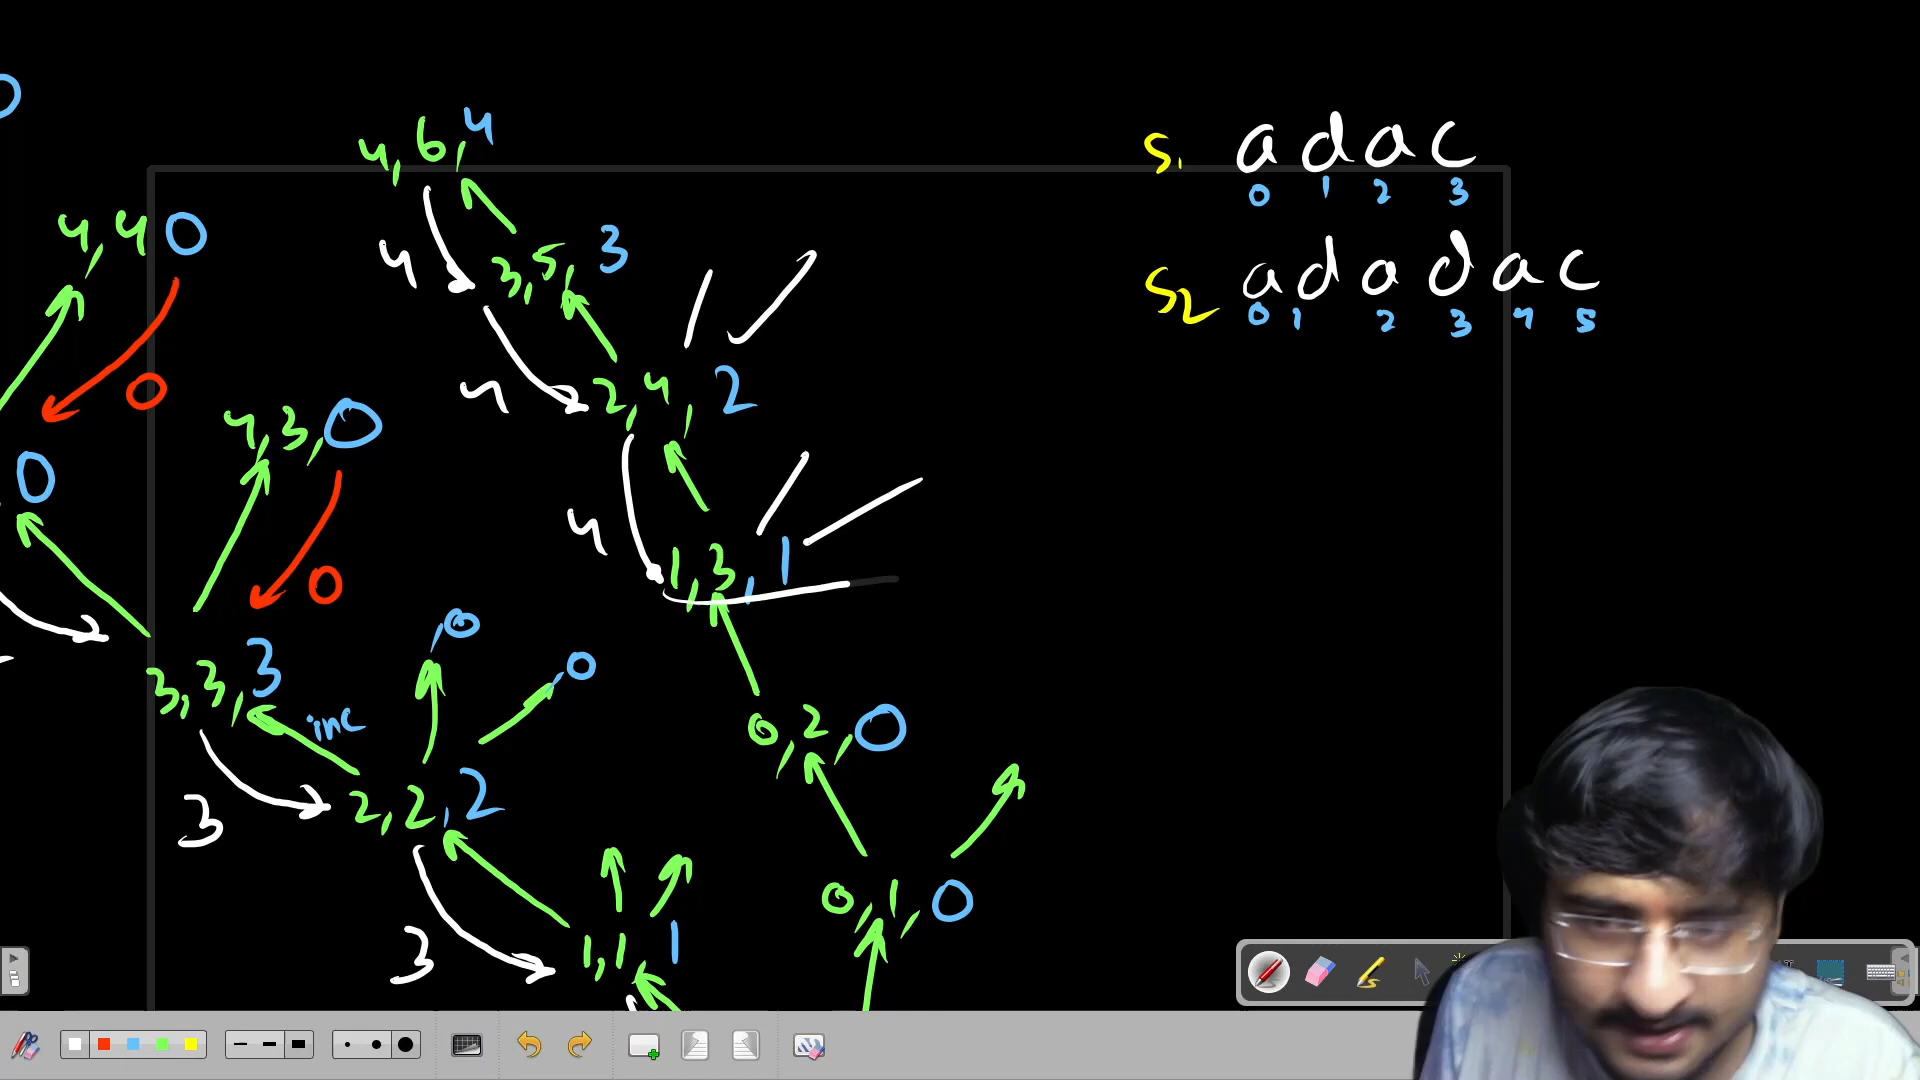 0
4, 6, 4
S1 a d a c
0 1 2 3
4, 4 0
4
3, 5, 3
S2 a d a d a c
0 1 2 3 4 5
0
4
2, 4, 2
4, 3, 0
0
4
1, 3, 1
0
0
0
3, 3, 3
inc
0, 2, 0
3
2, 2, 2
0, 1, 0
3
1, 1 1